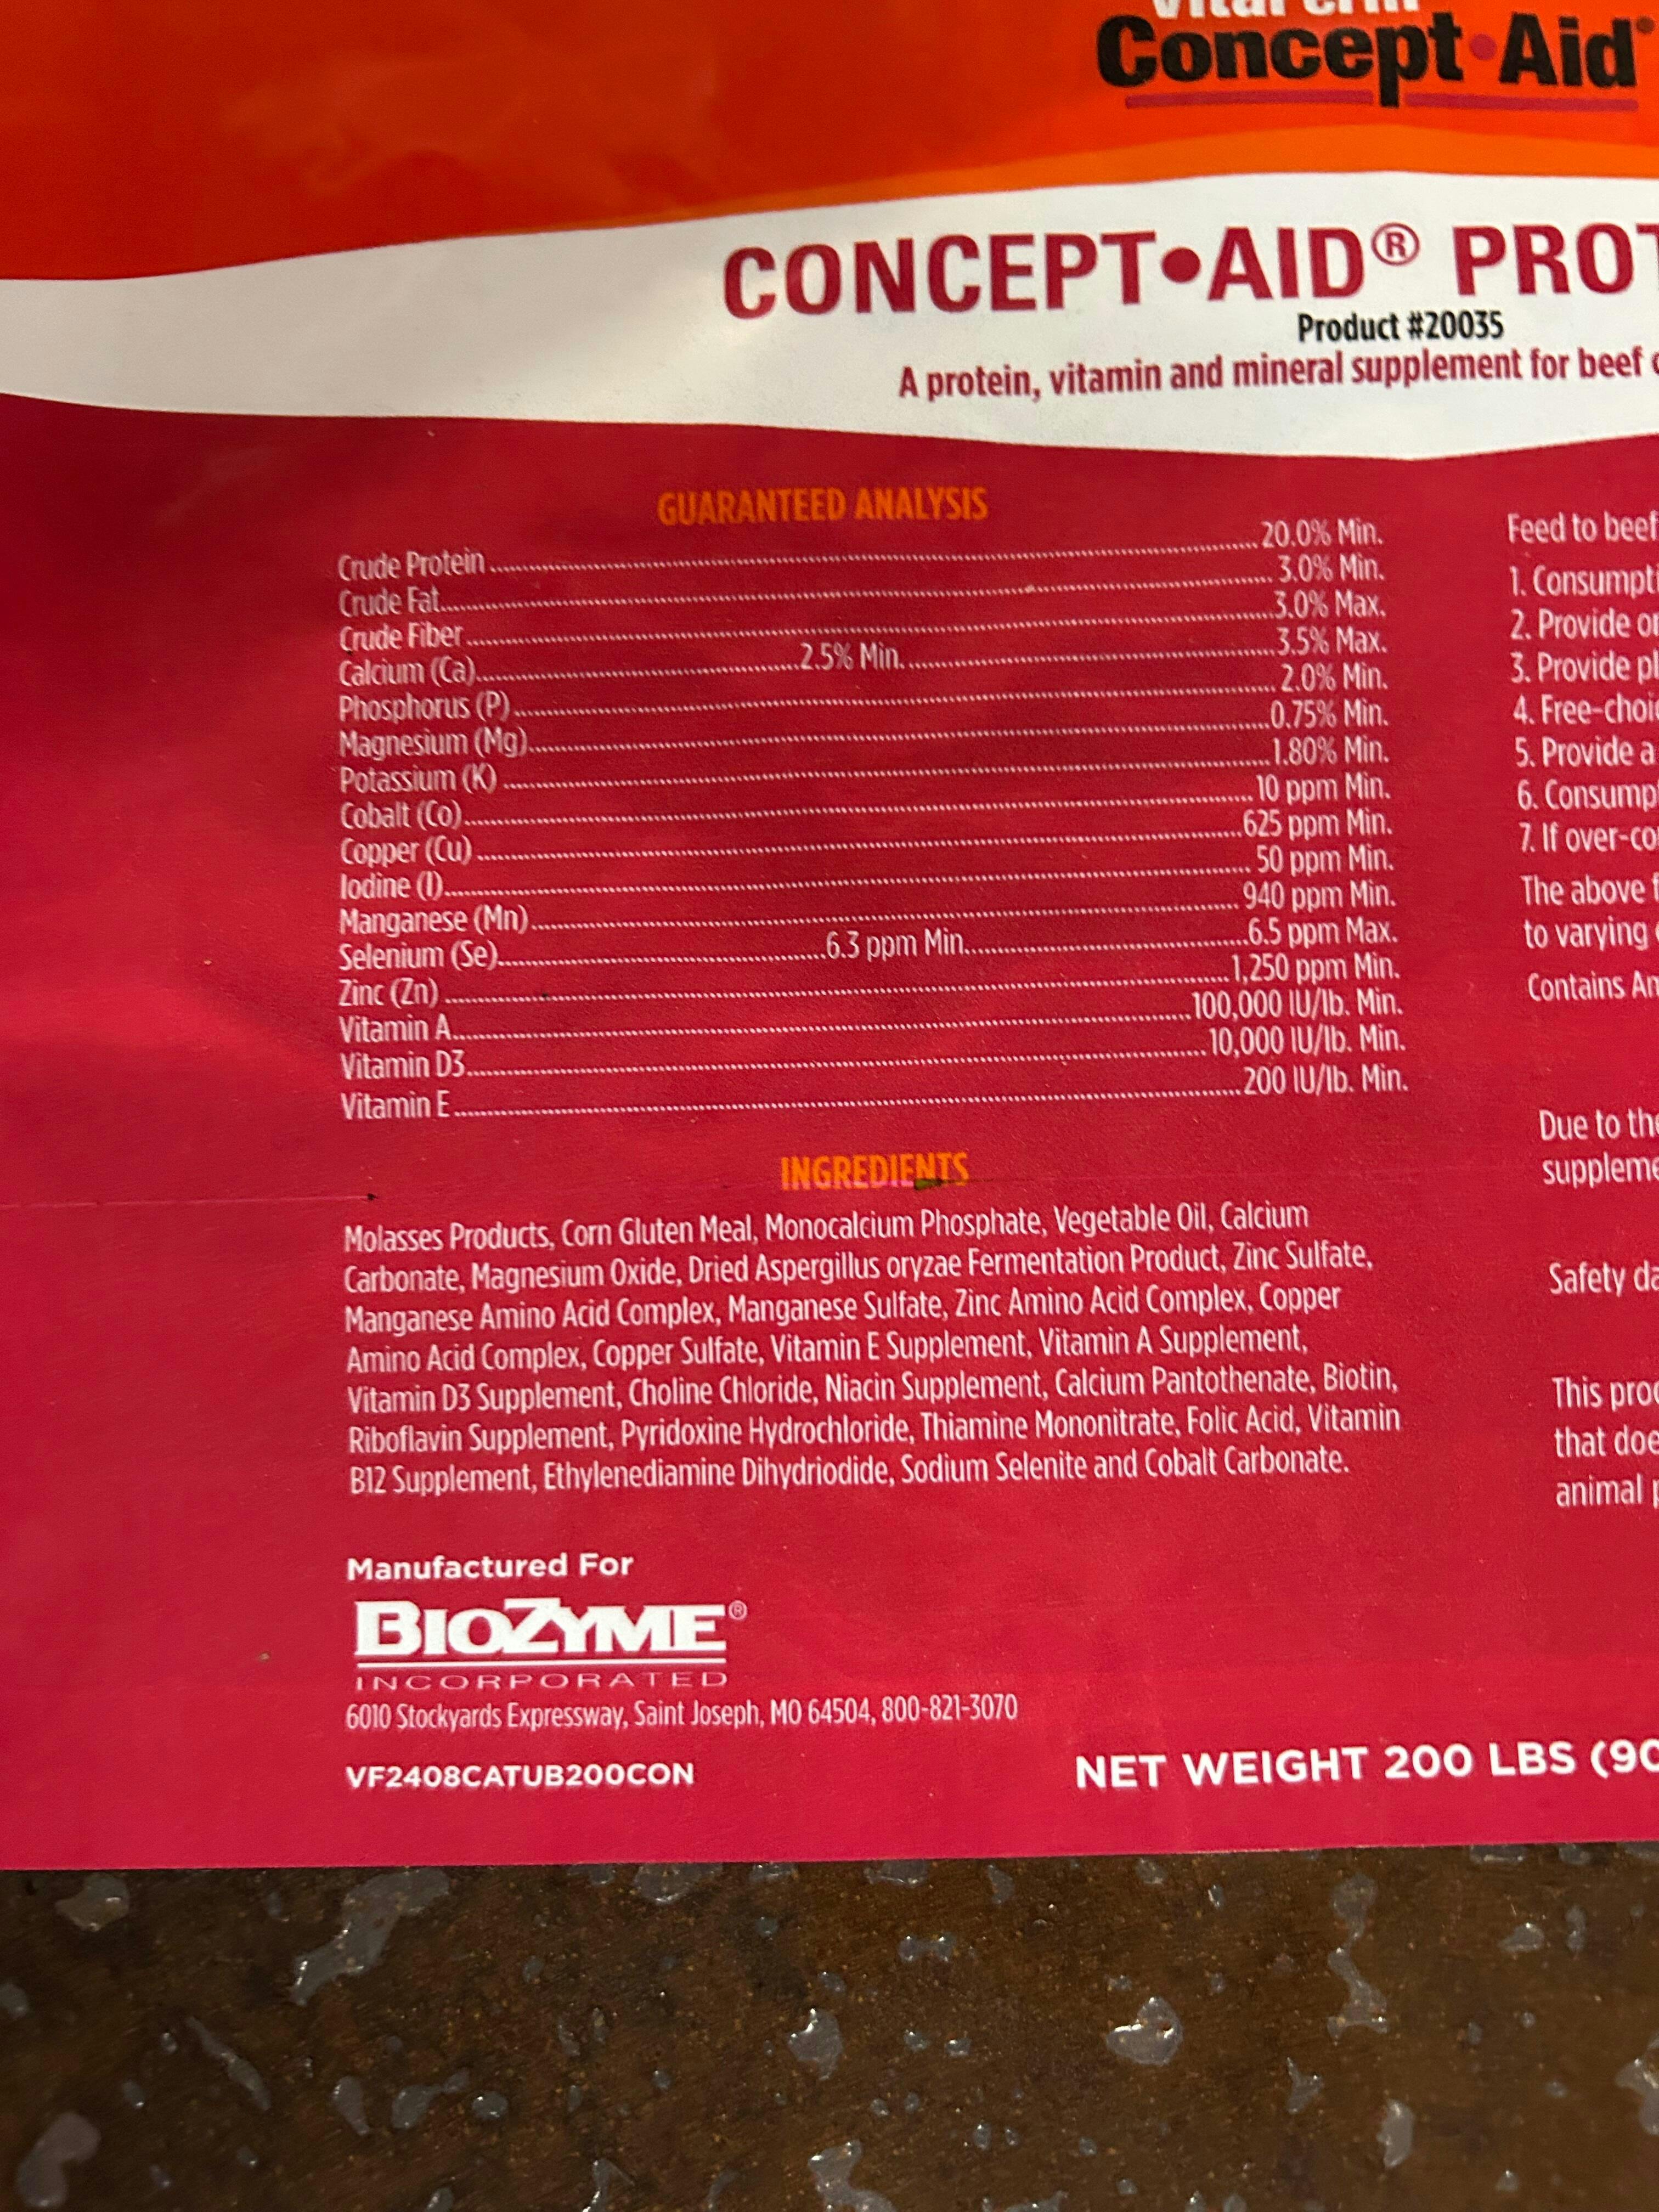 Concept•Aid®
CONCEPT•AID® PROT
Product #20035
A protein, vitamin and mineral supplement for beef
GUARANTEED ANALYSIS
Crude Protein 20.0% Min.
Crude Fat 3.0% Min.
Crude Fiber 3.0% Max.
Calcium (Ca) 2.5% Min. 3.5% Max.
Phosphorus (P) 2.0% Min.
Magnesium (Mg) 0.75% Min.
Potassium (K) 1.80% Min.
Cobalt (Co) 10 ppm Min.
Copper (Cu) 625 ppm Min.
Iodine (I) 50 ppm Min.
Manganese (Mn) 940 ppm Min.
Selenium (Se) 6.3 ppm Min. 6.5 ppm Max.
Zinc (Zn) 1,250 ppm Min.
Vitamin A 100,000 IU/lb. Min.
Vitamin D3 10,000 IU/lb. Min.
Vitamin E 200 IU/lb. Min.
INGREDIENTS
Molasses Products, Corn Gluten Meal, Monocalcium Phosphate, Vegetable Oil, Calcium
Carbonate, Magnesium Oxide, Dried Aspergillus oryzae Fermentation Product, Zinc Sulfate,
Manganese Amino Acid Complex, Manganese Sulfate, Zinc Amino Acid Complex, Copper
Amino Acid Complex, Copper Sulfate, Vitamin E Supplement, Vitamin A Supplement,
Vitamin D3 Supplement, Choline Chloride, Niacin Supplement, Calcium Pantothenate, Biotin,
Riboflavin Supplement, Pyridoxine Hydrochloride, Thiamine Mononitrate, Folic Acid, Vitamin
B12 Supplement, Ethylenediamine Dihydriodide, Sodium Selenite and Cobalt Carbonate.
Manufactured For
BIOZYME®
INCORPORATED
6010 Stockyards Expressway, Saint Joseph, MO 64504, 800-821-3070
VF2408CATUB200CON
NET WEIGHT 200 LBS (90
Feed to beef
1. Consumpti
2. Provide
3. Provide pl
4. Free-choi
5. Provide a
6. Consump
7. If over-co
The above
to varying
Contains
Due to the
suppleme
Safety da
This prod
that doe
animal